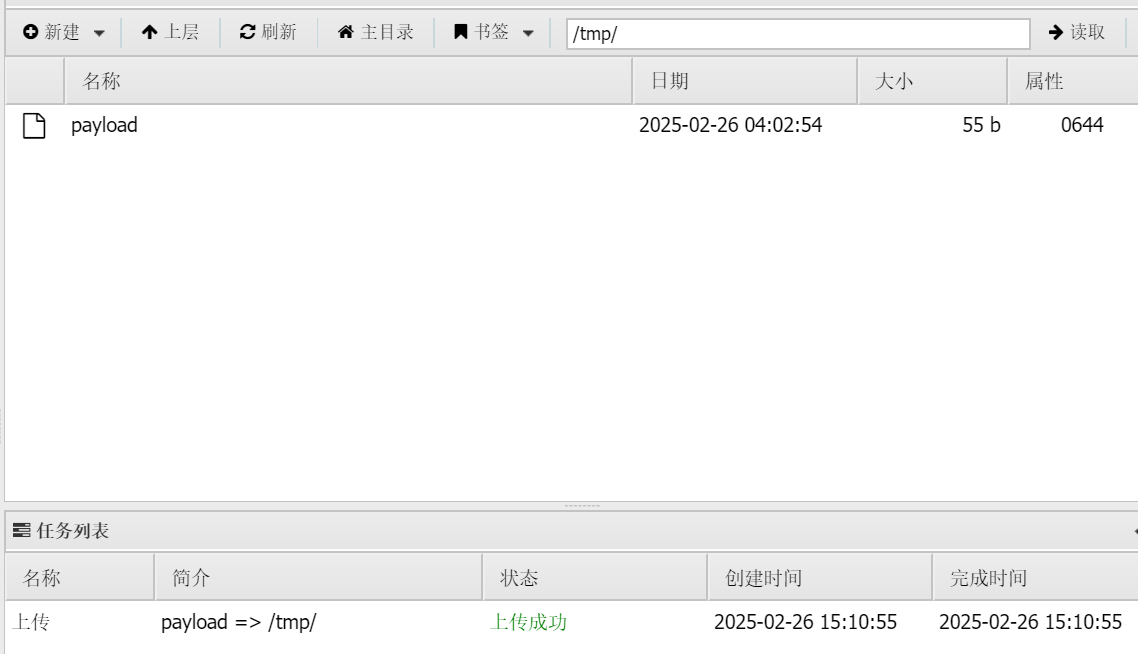 新建 上层 刷新 主目录 书签 /tmp/ 读取
名称 日期 大小 属性
payload 2025-02-26 04:02:54 55 b 0644
任务列表
名称 简介 状态 创建时间 完成时间
上传 payload => /tmp/ 上传成功 2025-02-26 15:10:55 2025-02-26 15:10:55